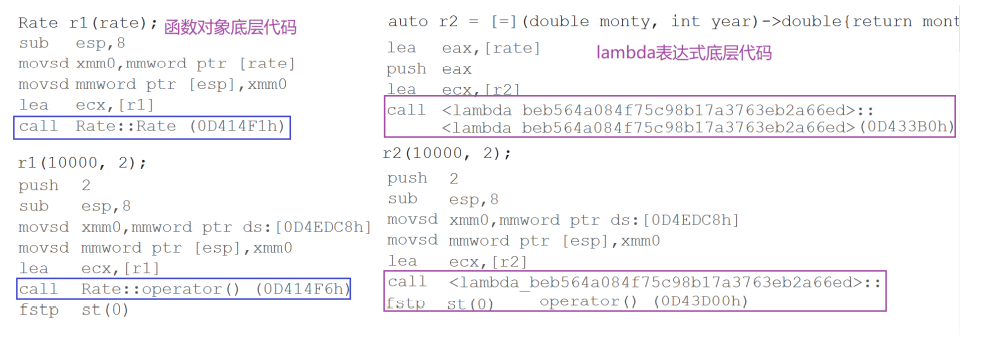 Rate r1(rate);
函数对象底层代码
sub esp,8
movsd xmm0,mmword ptr [rate]
movsd mmword ptr [esp],xmm0
lea ecx,[r1]
call Rate::Rate (0D414F1h)
r1(10000, 2);
push 2
sub esp,8
movsd xmm0,mmword ptr ds:[0D4EDC8h]
movsd mmword ptr [esp],xmm0
lea ecx,[r1]
call Rate::operator() (0D414F6h)
fstp st(0)
auto r2 = [=](double monty, int year)->double{return mont
lea eax,[rate]
lambda表达式底层代码
push eax
lea ecx,[r2]
call <lambda_beb564a084f75c98b17a3763eb2a66ed>::
<lambda_beb564a084f75c98b17a3763eb2a66ed>(0D433B0h)
r2(10000, 2);
push 2
sub esp,8
movsd xmm0,mmword ptr ds:[0D4EDC8h]
movsd mmword ptr [esp],xmm0
lea ecx,[r2]
call <lambda_beb564a084f75c98b17a3763eb2a66ed>::
fstp st(0) operator() (0D43D00h)